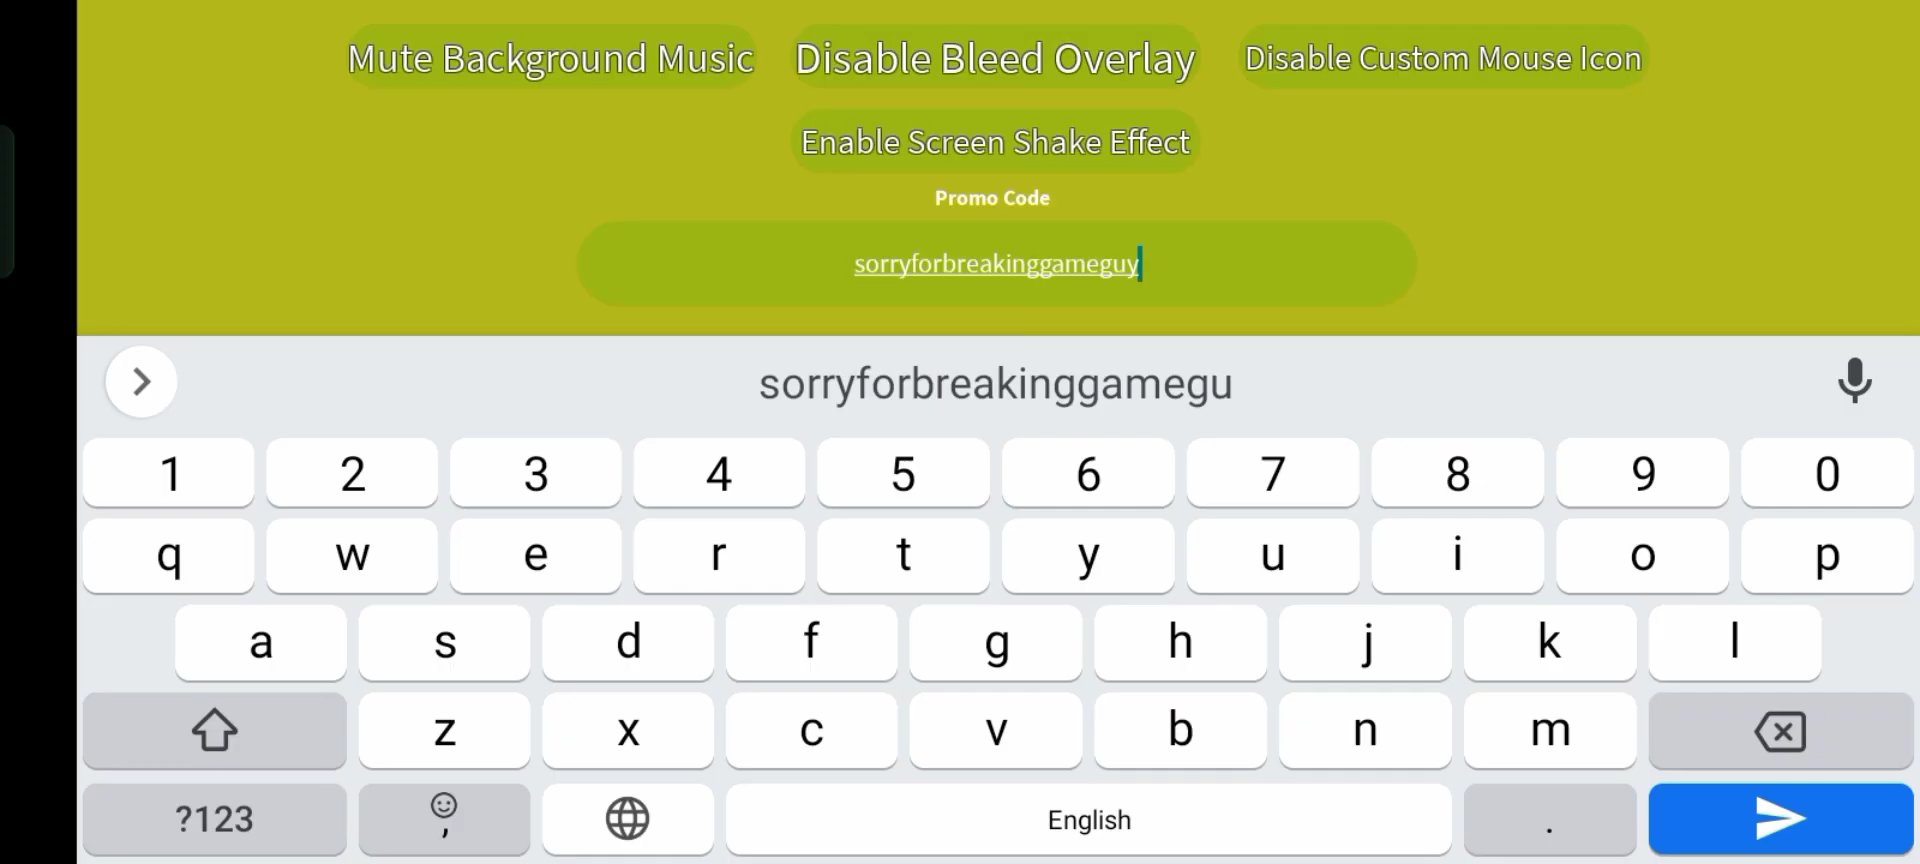 Mute Background Music Disable Bleed Overlay Disable Custom Mouse Icon
Enable Screen Shake Effect
Promo Code
sorryforbreakinggameguy
sorryforbreakinggamegu
1 2 3 4 5 6 7 8 9 0
q w e r t y u i o p
a s d f g h j k l
z x c v b n m
?123 , English .